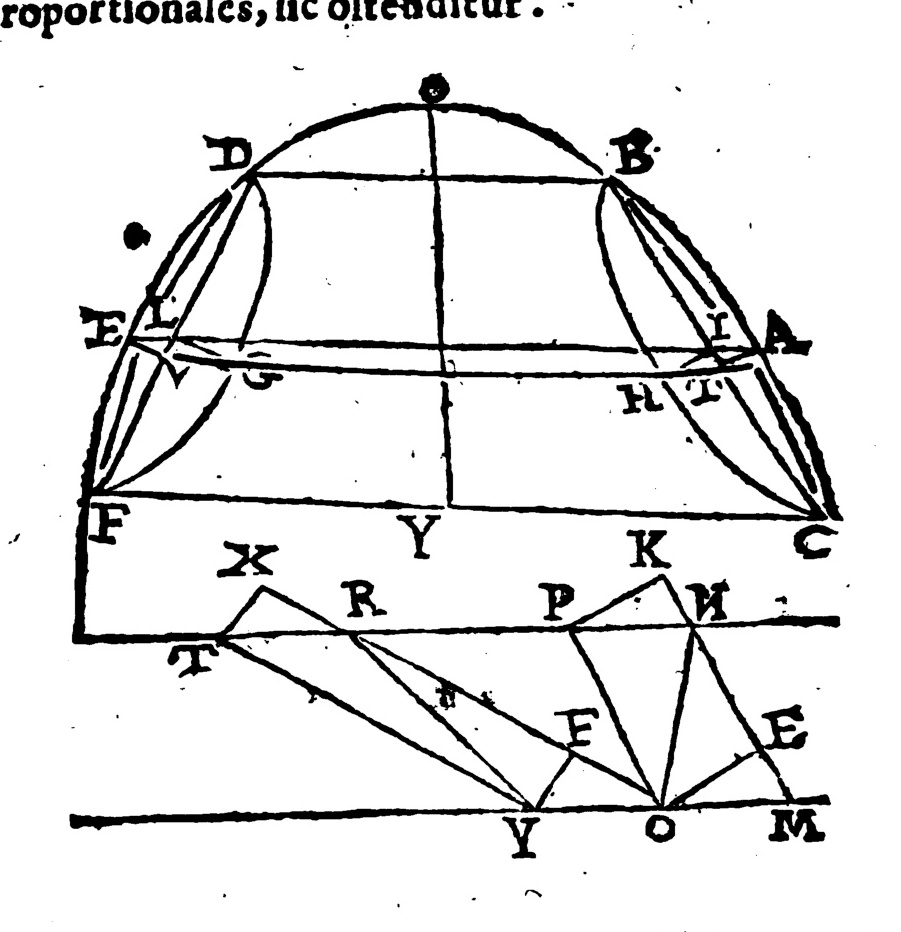 roportionales, sic ostenditur.
D B
E L I A
V G H T
F Y C
X K
R P N
T
F E
V O M